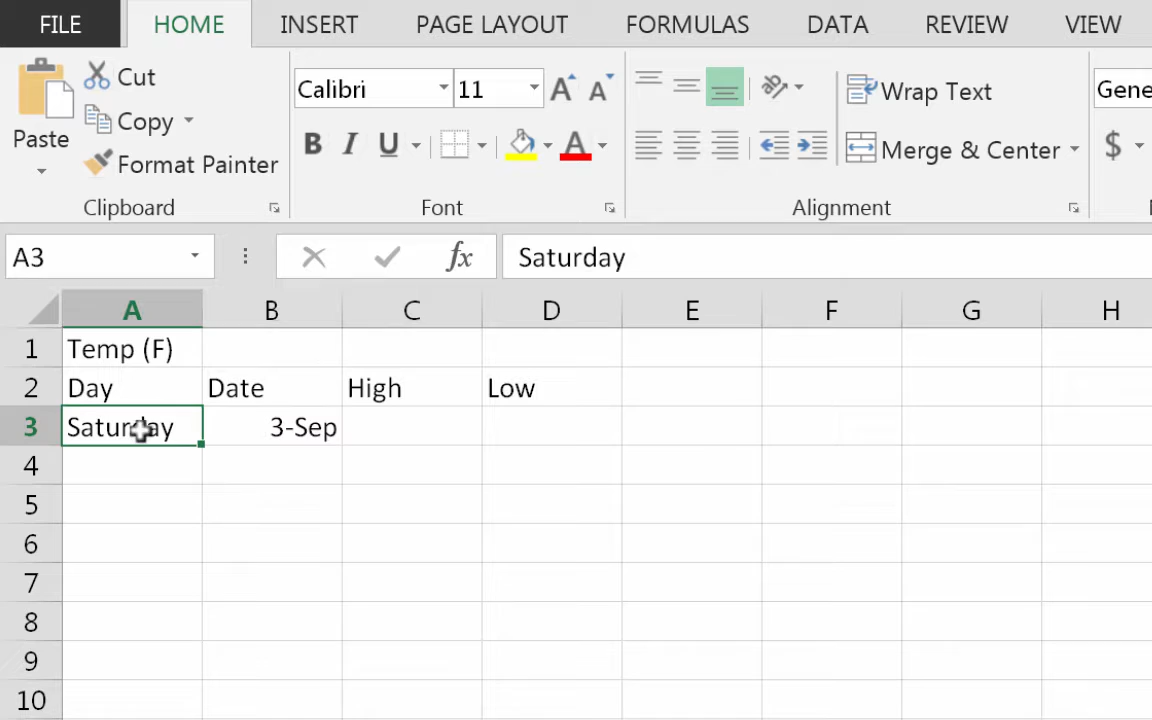 FILE HOME INSERT PAGE LAYOUT FORMULAS DATA REVIEW VIEW
Cut
Copy
Format Painter
Paste
Clipboard
Calibri 11 A A
B I U A
Font
Wrap Text
Merge & Center
Alignment
Gene
$
A3 fx Saturday
A B C D E F G H
1 Temp (F)
2 Day Date High Low
3 Saturday 3-Sep
4
5
6
7
8
9
10